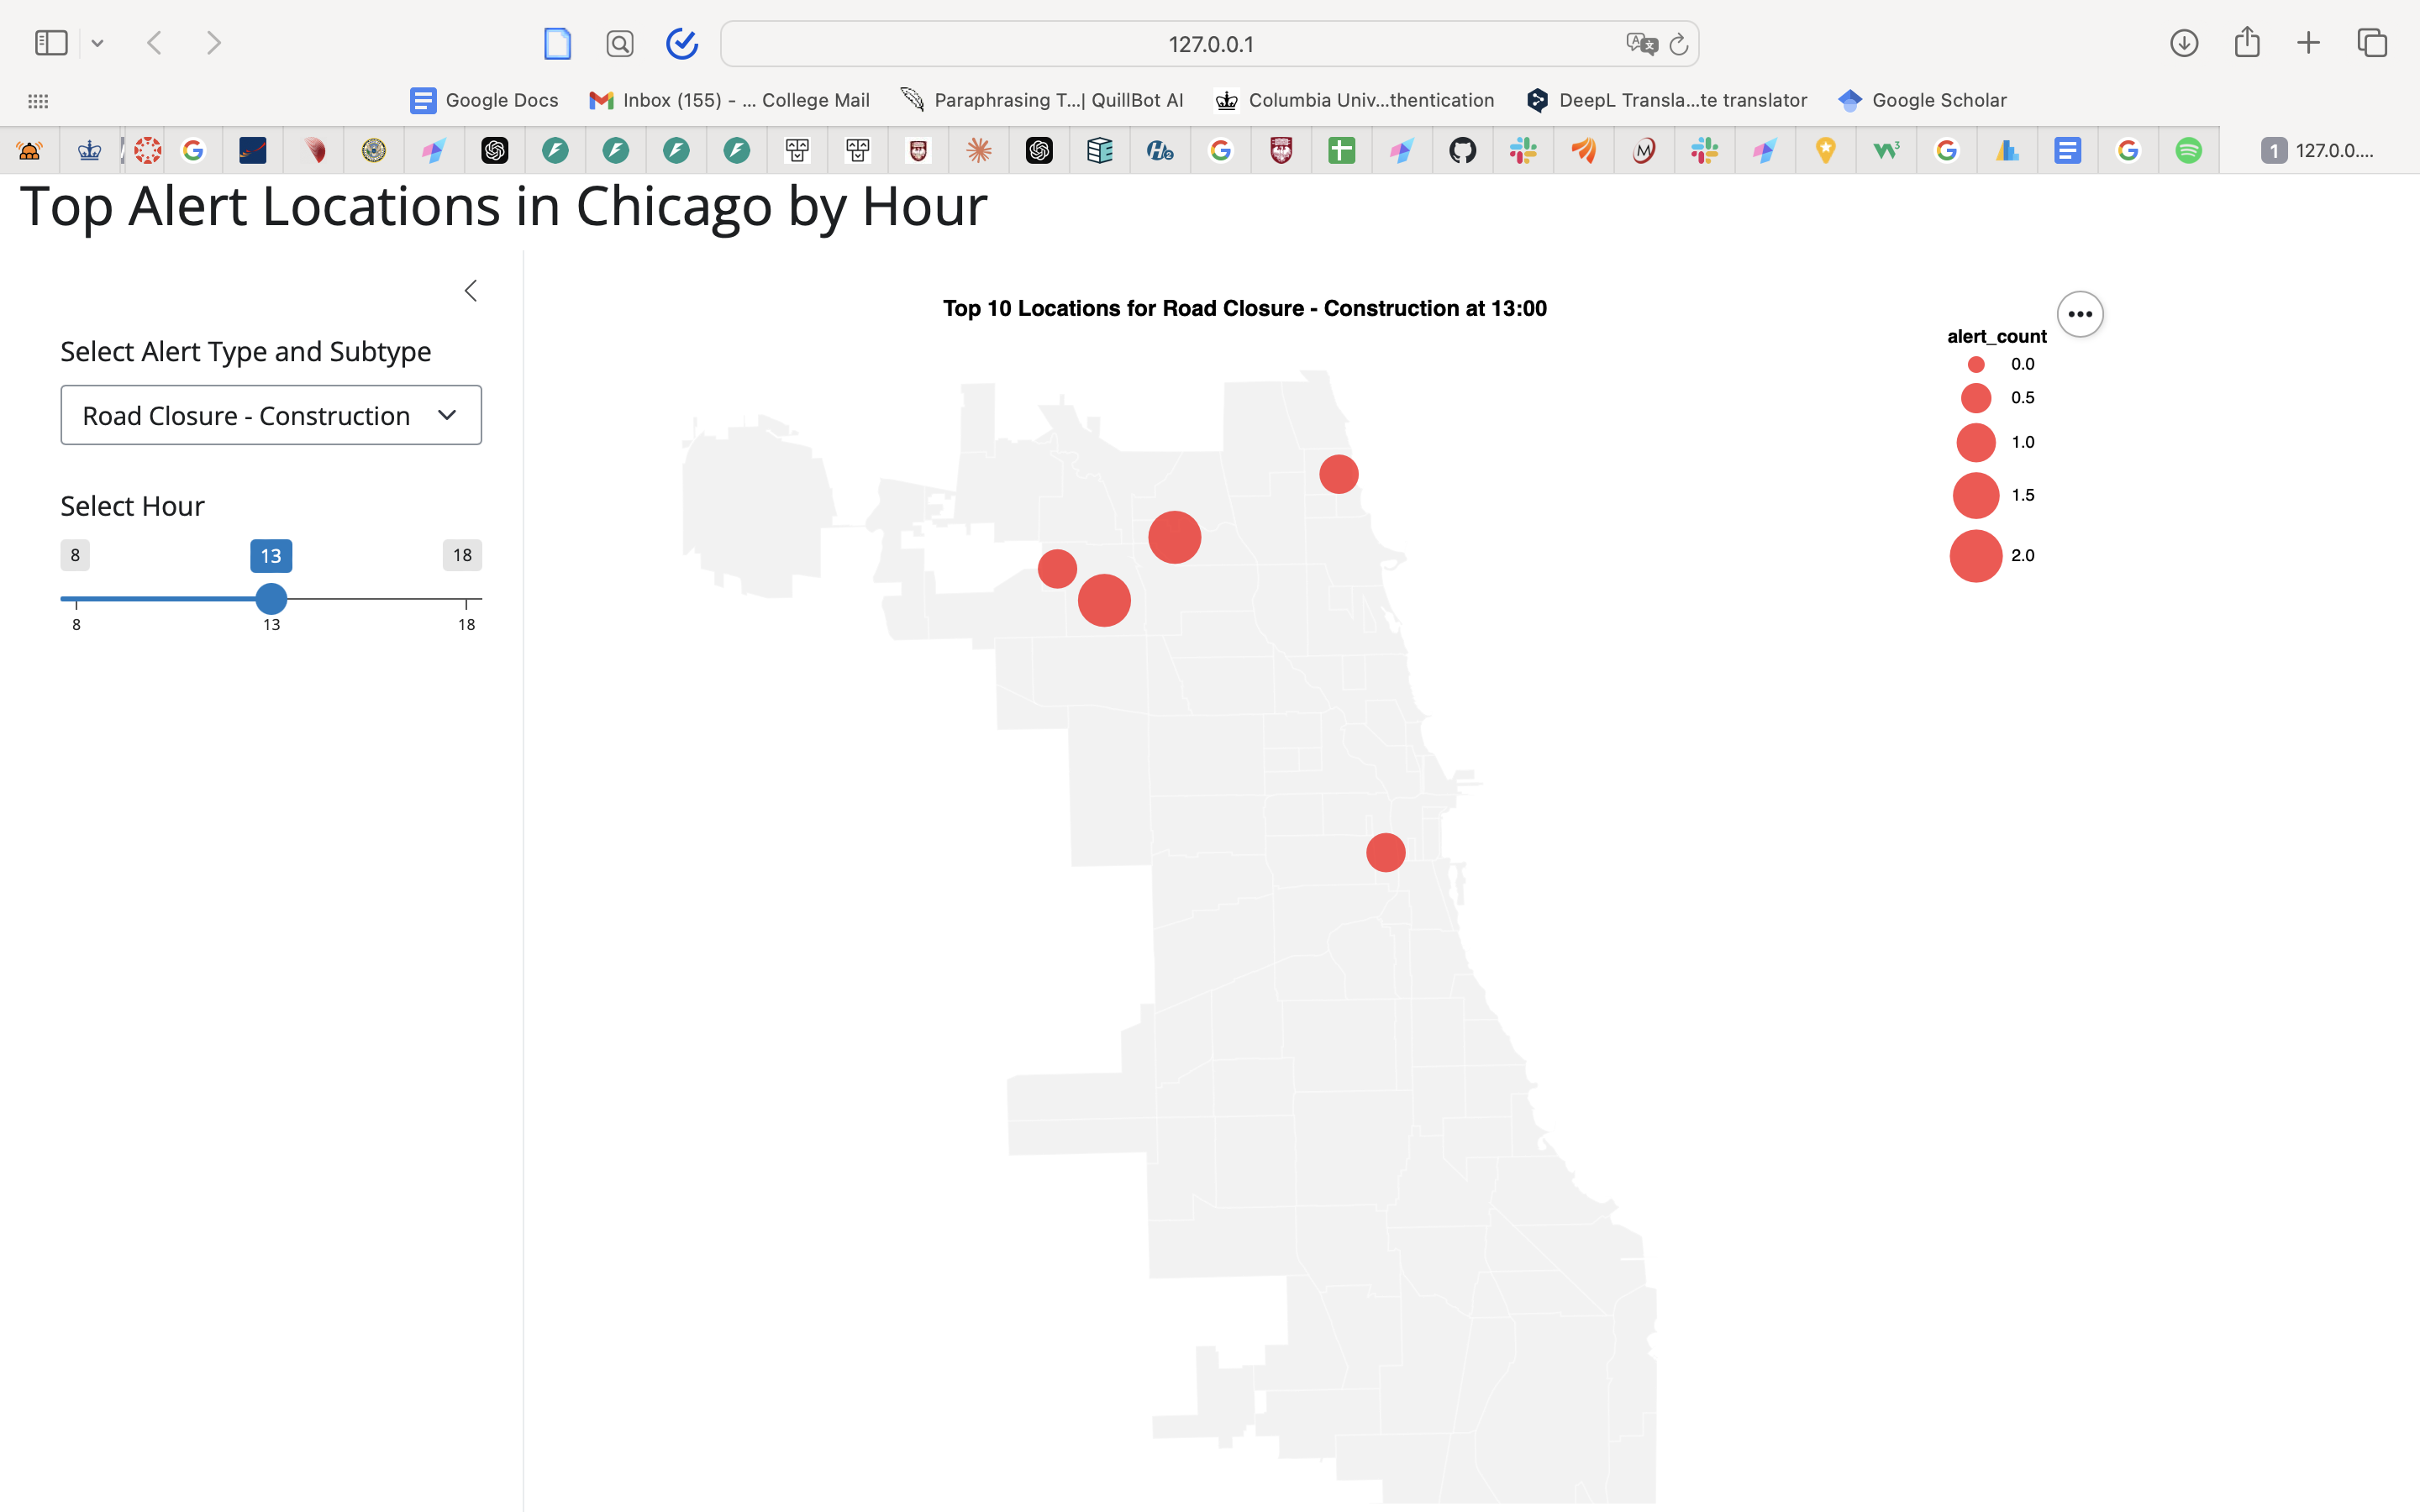 127.0.0.1
Google Docs
Inbox (155) - ... College Mail
Paraphrasing T...| QuillBot AI
Columbia Univ...thentication
DeepL Transla...te translator
Google Scholar
1 127.0.0....
Top Alert Locations in Chicago by Hour
Select Alert Type and Subtype
Road Closure - Construction
Select Hour
8 13 18
8 13 18
Top 10 Locations for Road Closure - Construction at 13:00
alert_count
0.0
0.5
1.0
1.5
2.0